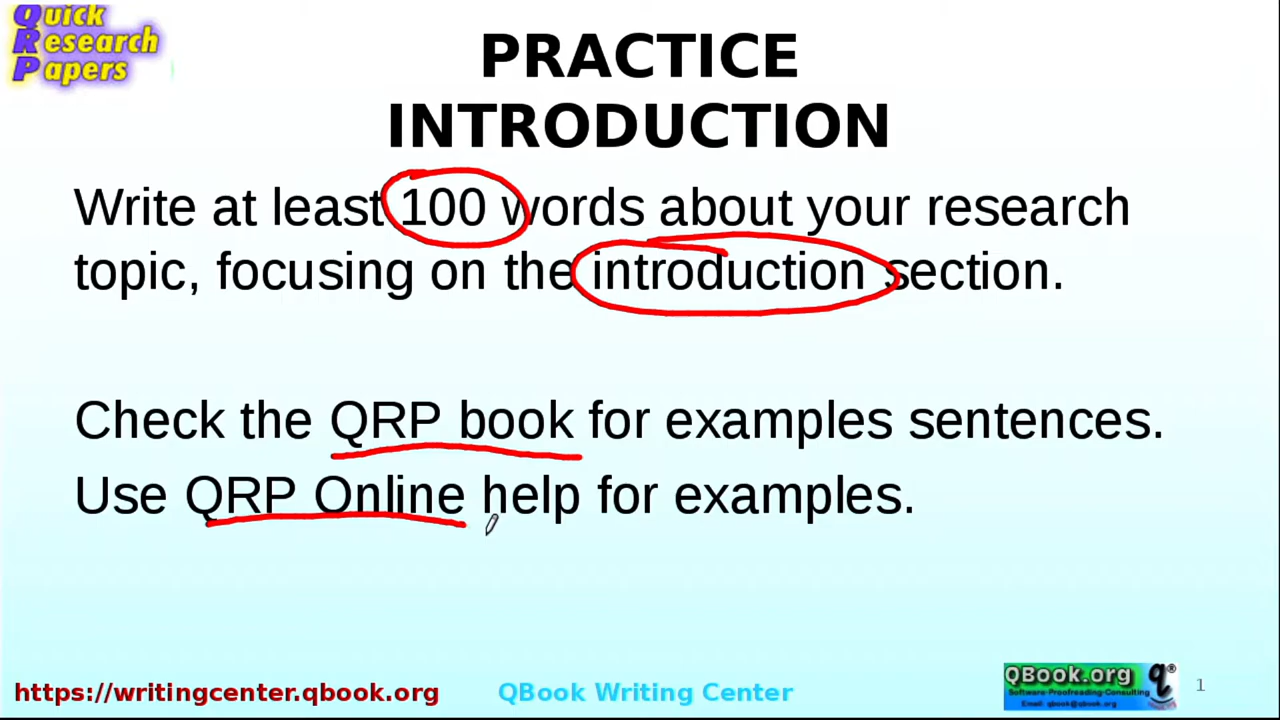 Quick
Research
Papers
PRACTICE
INTRODUCTION
Write at least 100 words about your research
topic, focusing on the introduction section.
Check the QRP book for examples sentences.
Use QRP Online help for examples.
https://writingcenter.qbook.org
QBook Writing Center
QBook.org
Software-Proofreading-Consulting
Email: qbook@qbook.org
q®
1